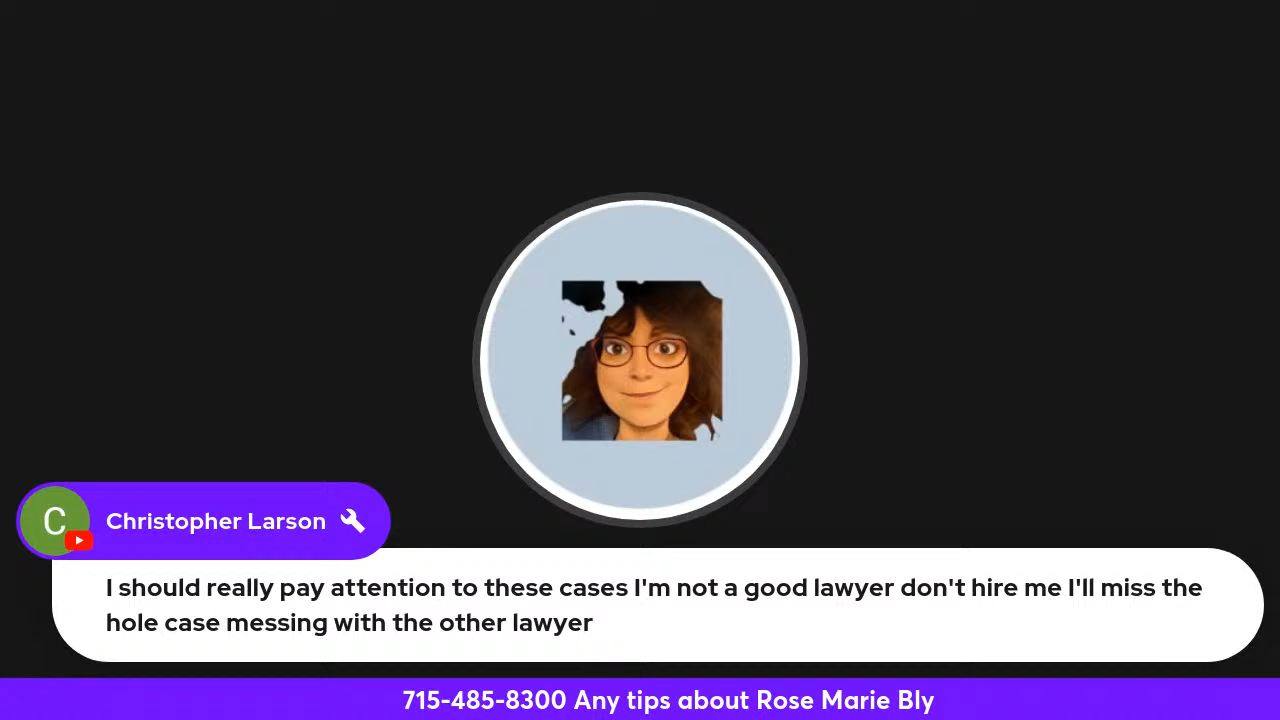 C
Christopher Larson
I should really pay attention to these cases I'm not a good lawyer don't hire me I'll miss the
hole case messing with the other lawyer
715-485-8300 Any tips about Rose Marie Bly